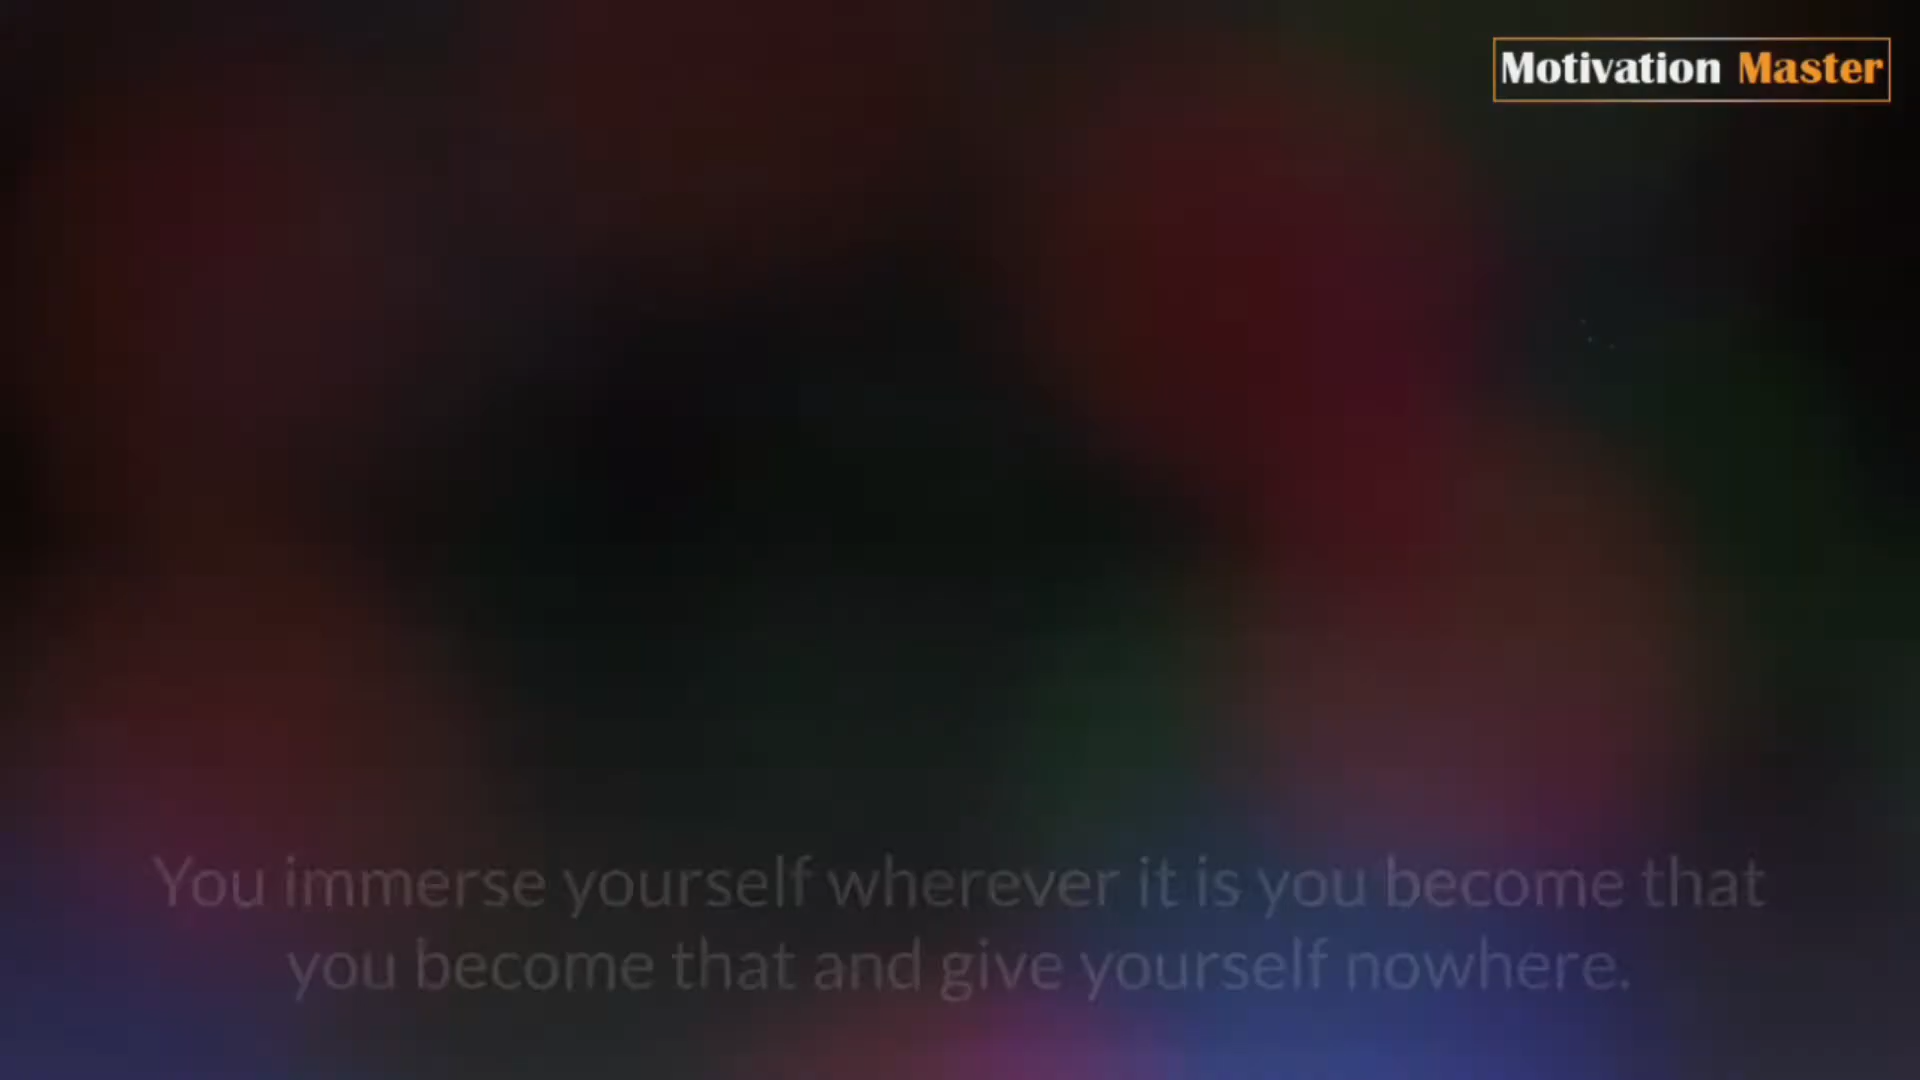 Motivation Master
You immerse yourself wherever it is you become that
you become that and give yourself nowhere.